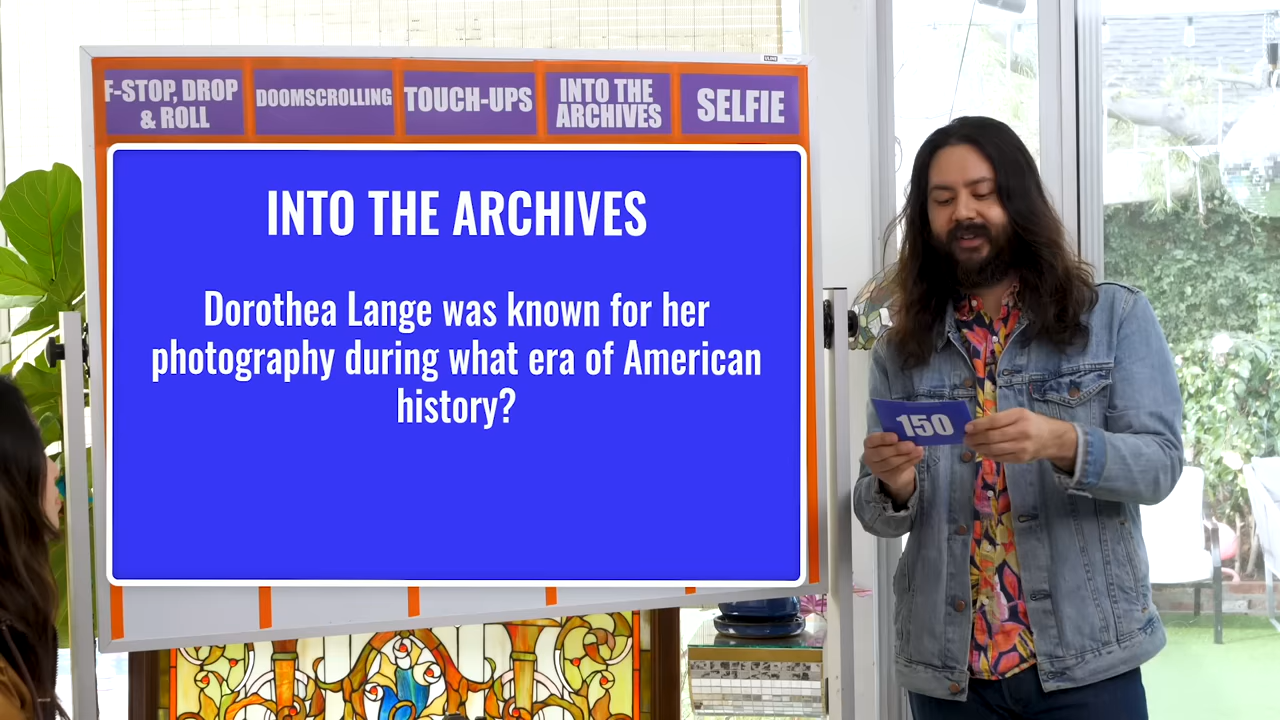 F-STOP, DROP
& ROLL
DOOMSCROLLING
TOUCH-UPS
INTO THE
ARCHIVES
SELFIE
INTO THE ARCHIVES
Dorothea Lange was known for her
photography during what era of American
history?
150